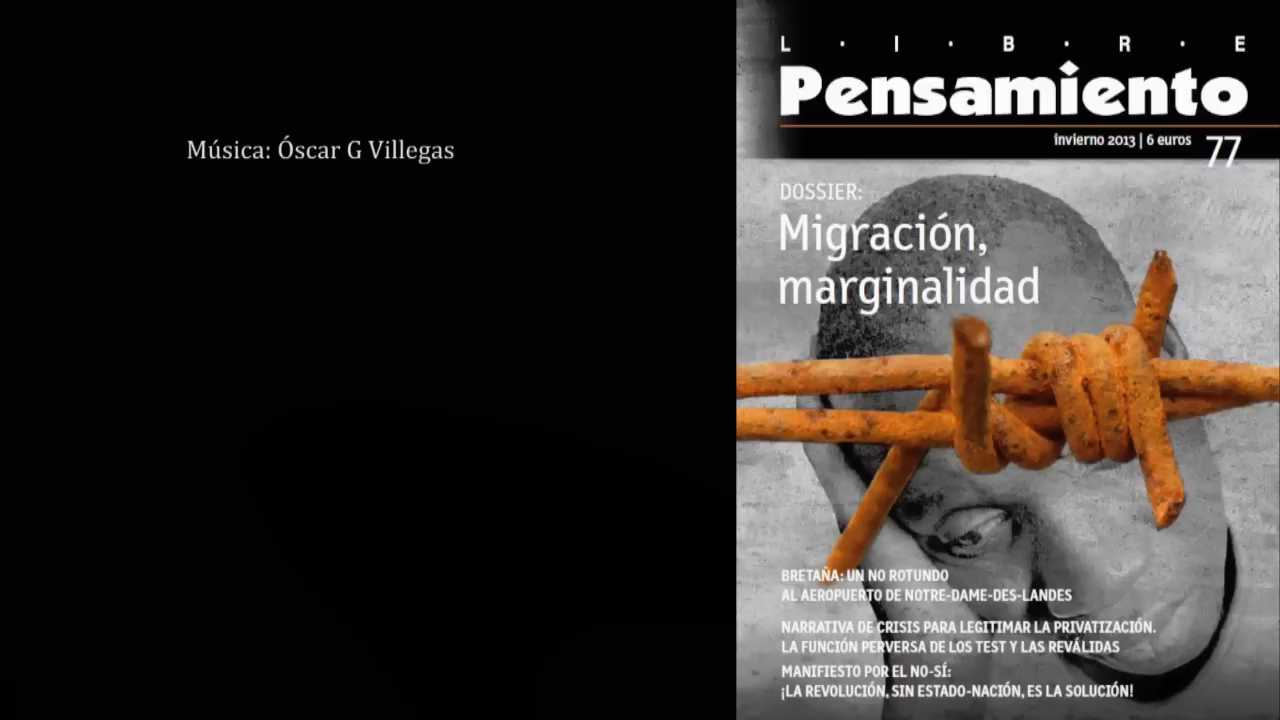 Música: Óscar G Villegas
L · I · B · R · E
Pensamiento
invierno 2013 | 6 euros 77
DOSSIER:
Migración,
marginalidad
BRETAÑA: UN NO ROTUNDO
AL AEROPUERTO DE NOTRE-DAME-DES-LANDES
NARRATIVA DE CRISIS PARA LEGITIMAR LA PRIVATIZACIÓN.
LA FUNCIÓN PERVERSA DE LOS TEST Y LAS REVÁLIDAS
MANIFIESTO POR EL NO-SÍ:
¡LA REVOLUCIÓN, SIN ESTADO-NACIÓN, ES LA SOLUCIÓN!